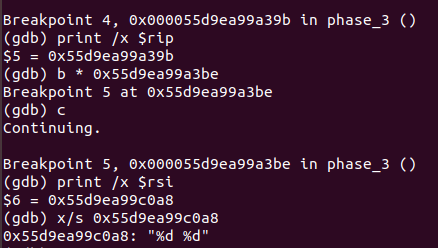 Breakpoint 4, 0x000055d9ea99a39b in phase_3 ()
(gdb) print /x $rip
$5 = 0x55d9ea99a39b
(gdb) b * 0x55d9ea99a3be
Breakpoint 5 at 0x55d9ea99a3be
(gdb) c
Continuing.
Breakpoint 5, 0x000055d9ea99a3be in phase_3 ()
(gdb) print /x $rsi
$6 = 0x55d9ea99c0a8
(gdb) x/s 0x55d9ea99c0a8
0x55d9ea99c0a8: "%d %d"